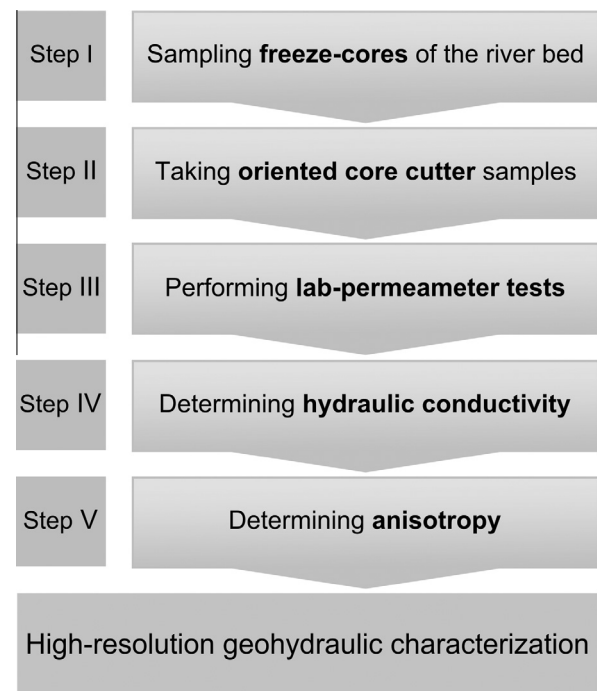 Step I Sampling freeze-cores of the river bed
Step II Taking oriented core cutter samples
Step III Performing lab-permeameter tests
Step IV Determining hydraulic conductivity
Step V Determining anisotropy
High-resolution geohydraulic characterization